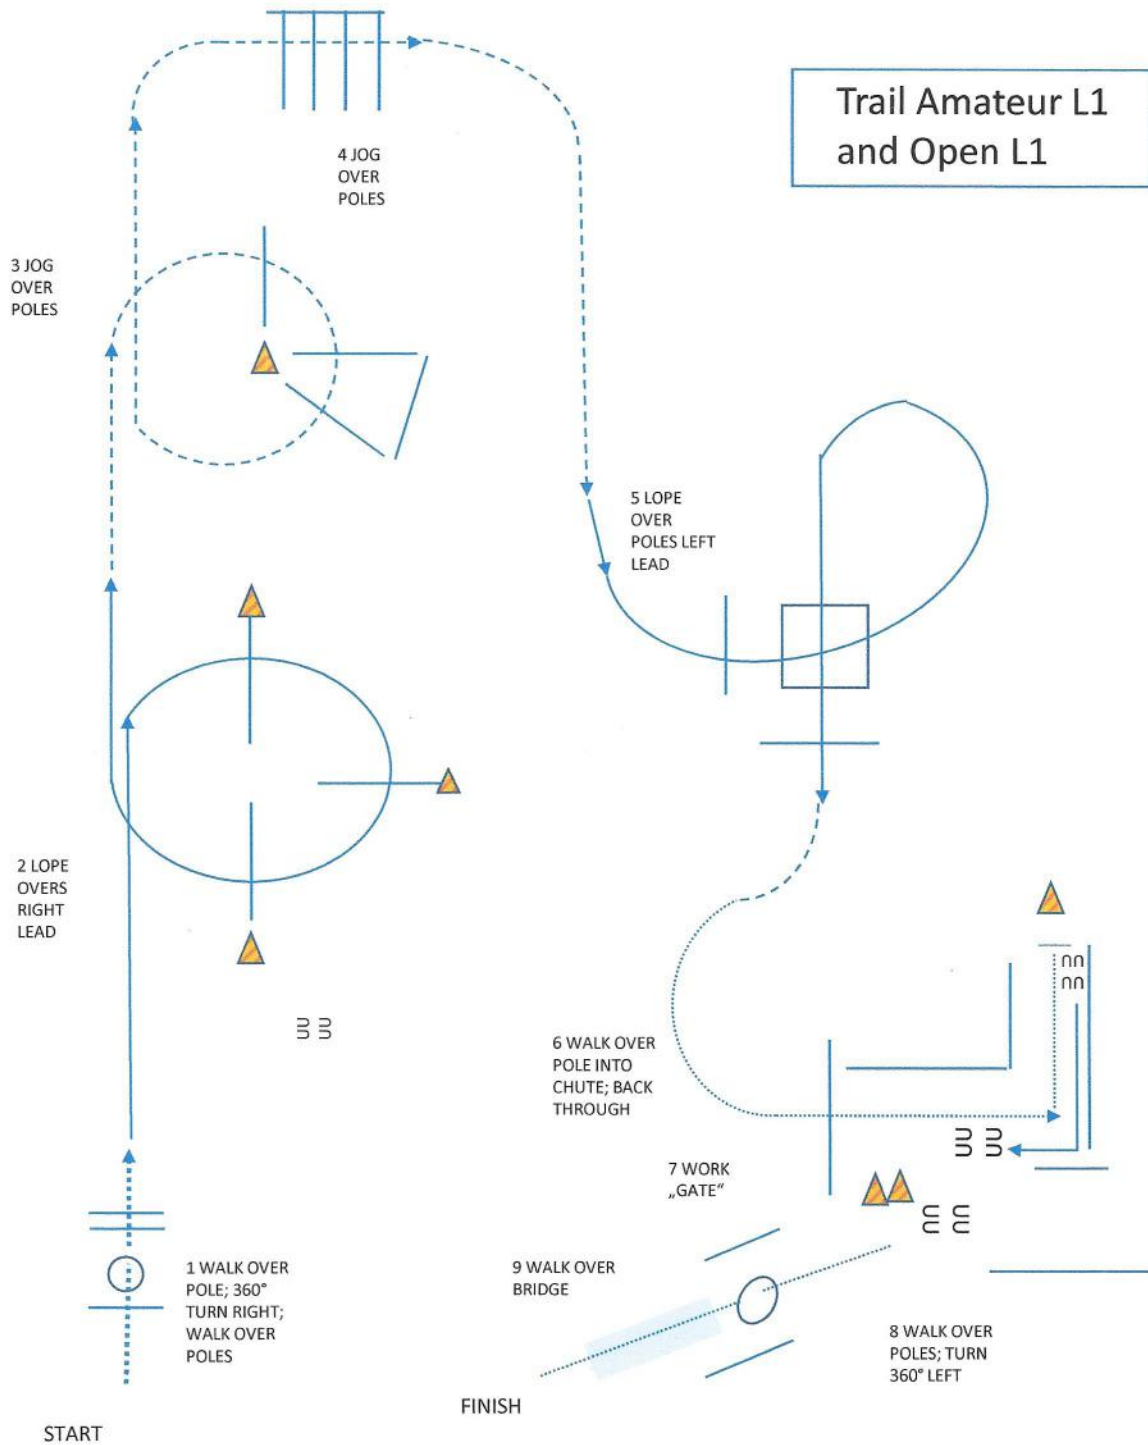 Trail Amateur L1
and Open L1
4 JOG
OVER
POLES
3 JOG
OVER
POLES
5 LOPE
OVER
POLES LEFT
LEAD
2 LOPE
OVERS
RIGHT
LEAD
6 WALK OVER
POLE INTO
CHUTE; BACK
THROUGH
7 WORK
„GATE“
1 WALK OVER
POLE; 360°
TURN RIGHT;
WALK OVER
POLES
9 WALK OVER
BRIDGE
8 WALK OVER
POLES; TURN
360° LEFT
FINISH
START